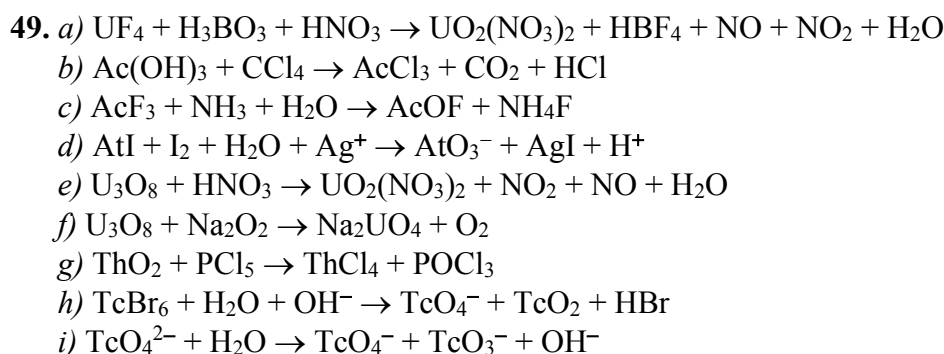 49. a) UF₄ + H₃BO₃ + HNO₃ → UO₂(NO₃)₂ + HBF₄ + NO + NO₂ + H₂O
b) Ac(OH)₃ + CCl₄ → AcCl₃ + CO₂ + HCl
c) AcF₃ + NH₃ + H₂O → AcOF + NH₄F
d) AtI + I₂ + H₂O + Ag⁺ → AtO₃⁻ + AgI + H⁺
e) U₃O₈ + HNO₃ → UO₂(NO₃)₂ + NO₂ + NO + H₂O
f) U₃O₈ + Na₂O₂ → Na₂UO₄ + O₂
g) ThO₂ + PCl₅ → ThCl₄ + POCl₃
h) TcBr₆ + H₂O + OH⁻ → TcO₄⁻ + TcO₂ + HBr
i) TcO₄²⁻ + H₂O → TcO₄⁻ + TcO₃⁻ + OH⁻